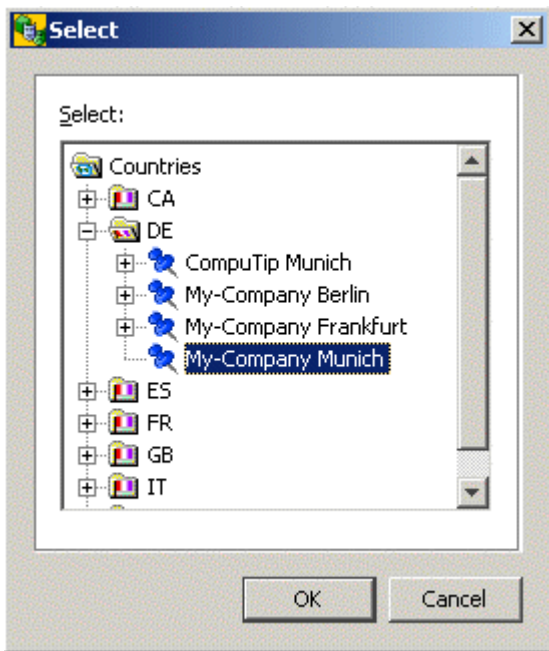 Select
Select:
Countries
CA
DE
CompuTip Munich
My-Company Berlin
My-Company Frankfurt
My-Company Munich
ES
FR
GB
IT
OK
Cancel